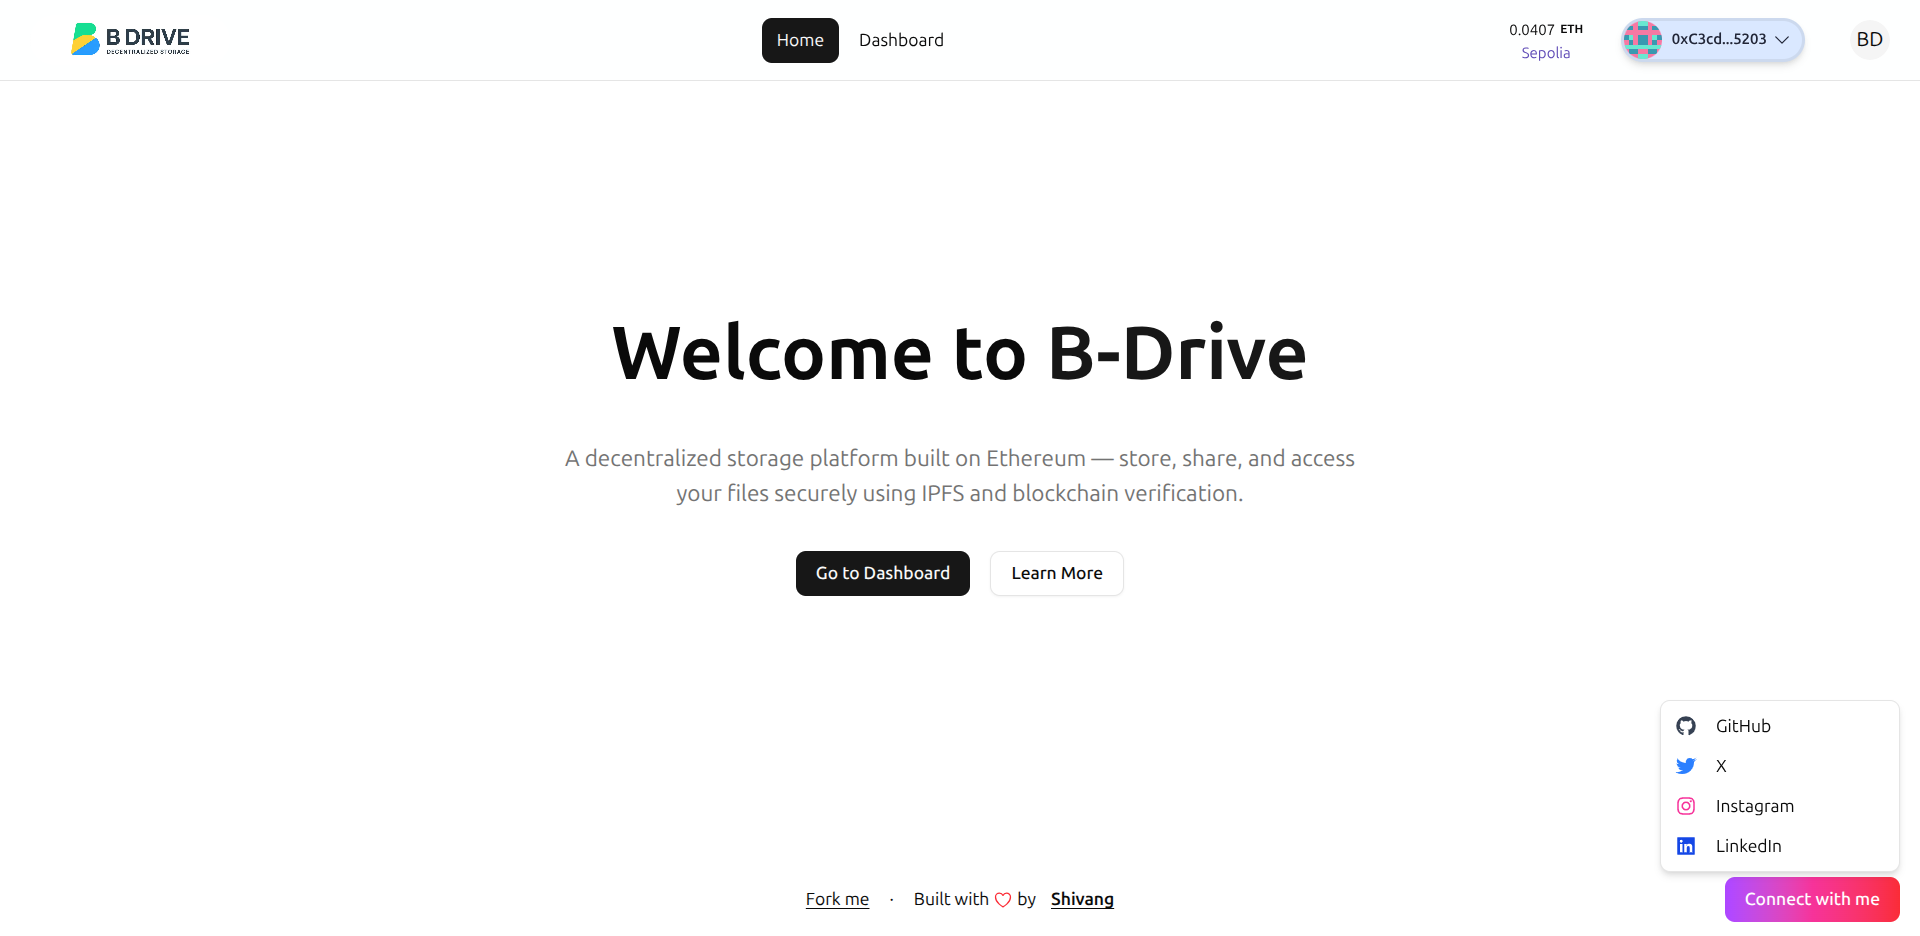 B DRIVE
DECENTRALIZED STORAGE
Home
Dashboard
0.0407 ETH
Sepolia
0xC3cd...5203
BD
Welcome to B-Drive
A decentralized storage platform built on Ethereum — store, share, and access
your files securely using IPFS and blockchain verification.
Go to Dashboard
Learn More
GitHub
X
Instagram
LinkedIn
Fork me · Built with ♡ by Shivang
Connect with me